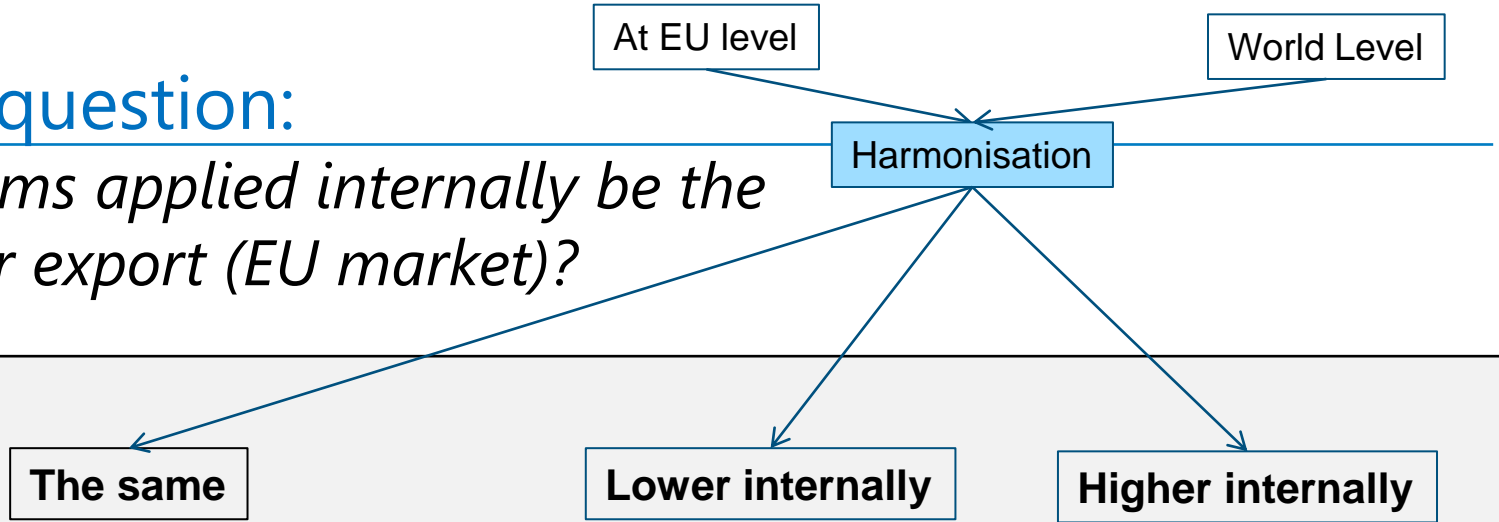 At EU level
World Level
question:
Harmonisation
ms applied internally be the
r export (EU market)?
The same
Lower internally
Higher internally